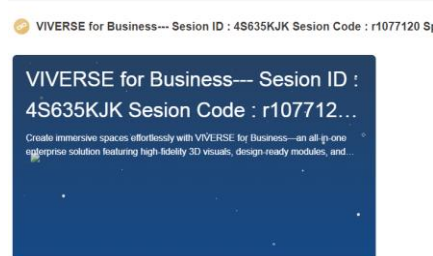 VIVERSE for Business--- Sesion ID : 4S635KJK Sesion Code : r1077120
VIVERSE for Business--- Sesion ID :
4S635KJK Sesion Code : r107712…
Create immersive spaces effortlessly with VIVERSE for Business—an all-in-one
enterprise solution featuring high-fidelity 3D visuals, design-ready modules, and…